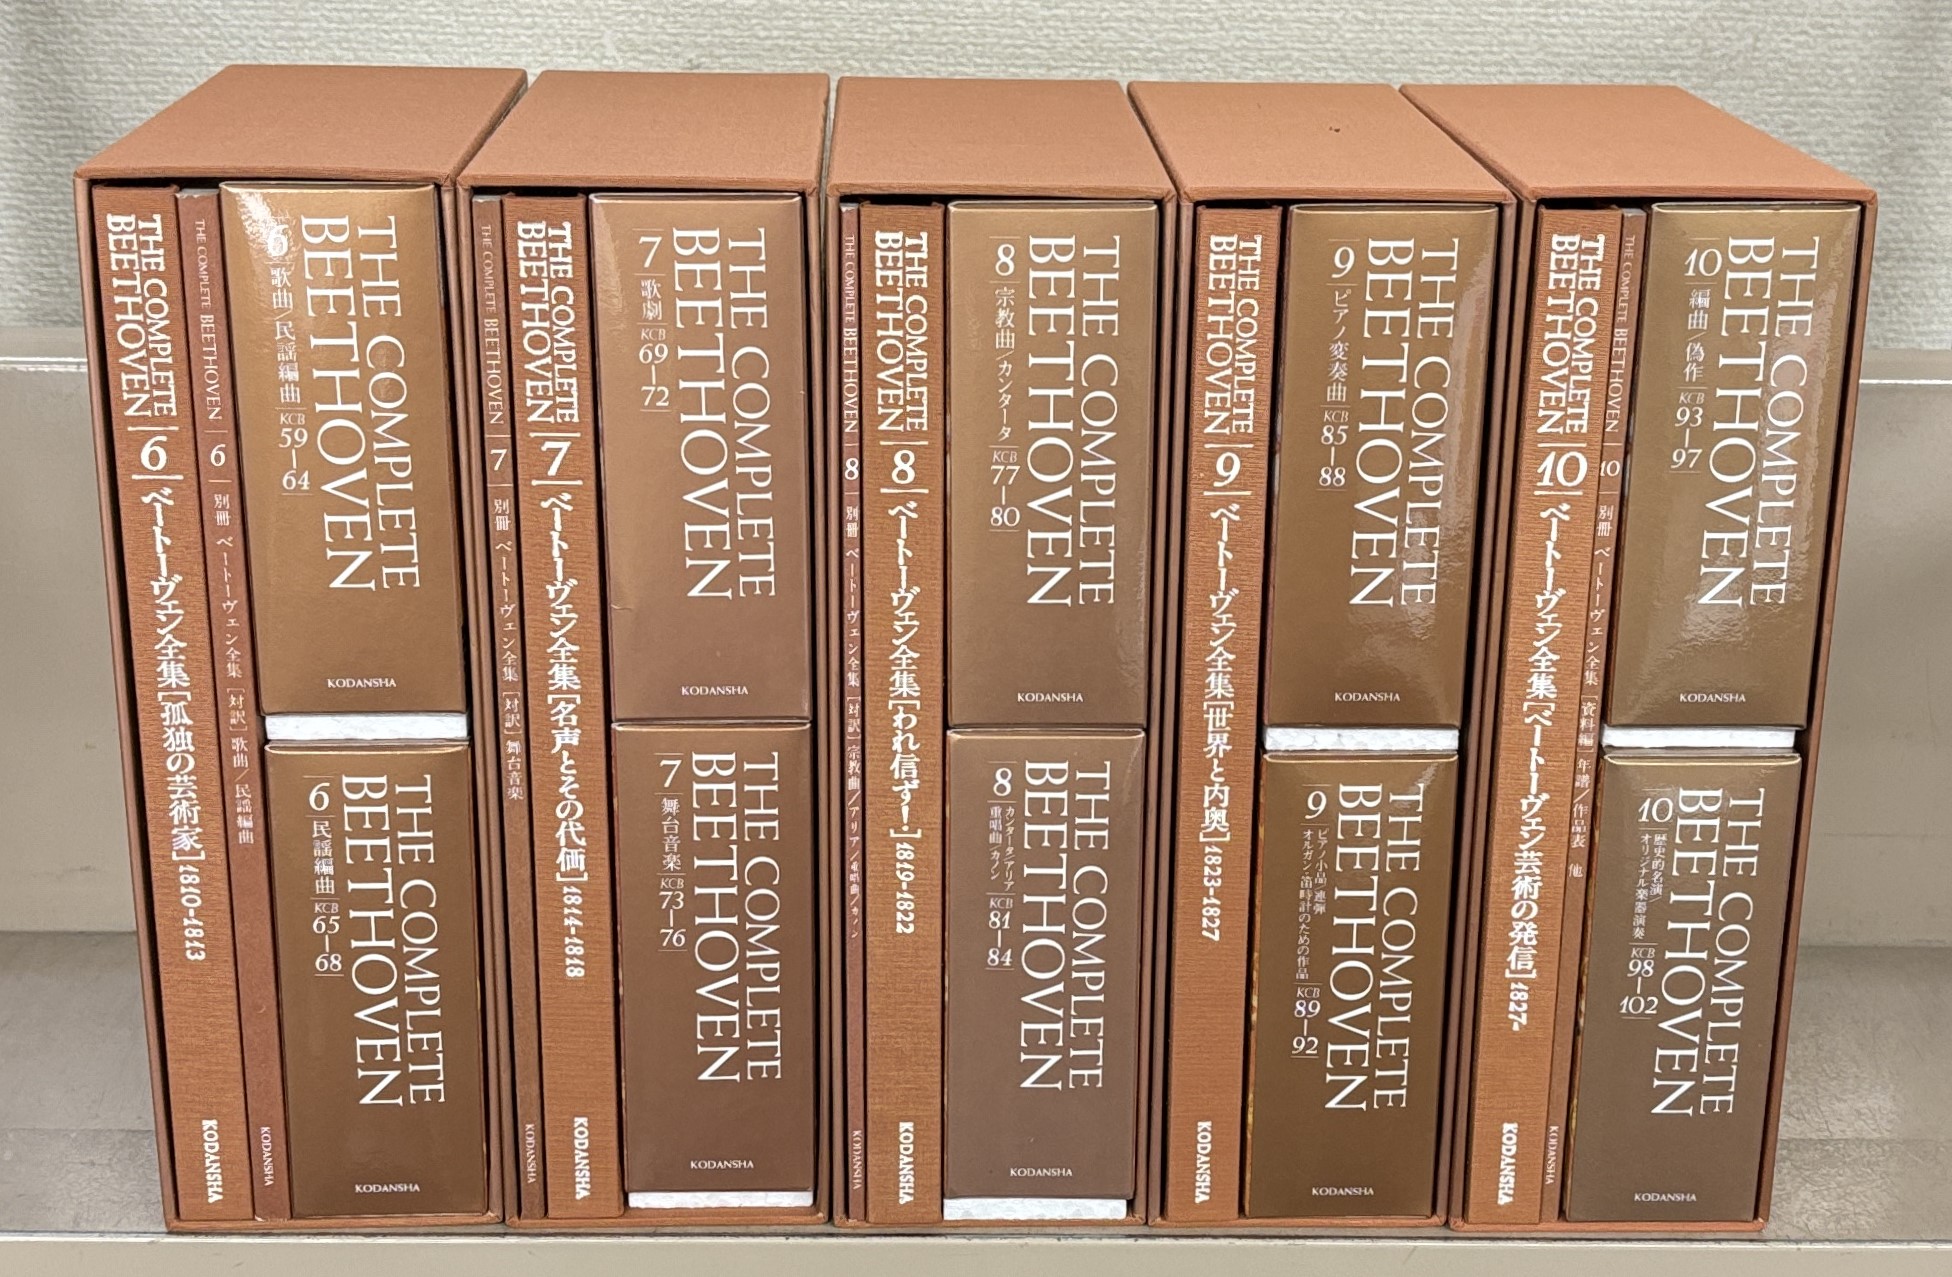 THE COMPLETE
BEETHOVEN
6
ベートーヴェン全集[孤独の芸術家]1810-1813
KODANSHA
THE COMPLETE BEETHOVEN
6
別冊 ベートーヴェン全集[対訳]歌曲/民謡編曲
KODANSHA
THE COMPLETE
BEETHOVEN
6
歌曲/民謡編曲
KCB
59-64
KODANSHA
THE COMPLETE
BEETHOVEN
6
民謡編曲
KCB
65-68
KODANSHA
THE COMPLETE BEETHOVEN
7
別冊 ベートーヴェン全集[対訳]舞台音楽
KODANSHA
THE COMPLETE
BEETHOVEN
7
ベートーヴェン全集[名声とその代価]1814-1818
KODANSHA
THE COMPLETE
BEETHOVEN
7
歌劇
KCB
69-72
KODANSHA
THE COMPLETE
BEETHOVEN
7
舞台音楽
KCB
73-76
KODANSHA
THE COMPLETE BEETHOVEN
8
別冊 ベートーヴェン全集[対訳]宗教曲/アリア/重唱曲/カノン
KODANSHA
THE COMPLETE
BEETHOVEN
8
ベートーヴェン全集[われ信ず!]1819-1822
KODANSHA
THE COMPLETE
BEETHOVEN
8
宗教曲/カンタータ
KCB
77-80
KODANSHA
THE COMPLETE
BEETHOVEN
8
カンタータ/アリア
重唱曲/カノン
KCB
81-84
KODANSHA
THE COMPLETE
BEETHOVEN
9
ベートーヴェン全集[世界と内奥]1823-1827
KODANSHA
THE COMPLETE
BEETHOVEN
9
ピアノ変奏曲
KCB
85-88
KODANSHA
THE COMPLETE
BEETHOVEN
9
ピアノ小品/連弾
オルガン・笛時計のための作品
KCB
89-92
KODANSHA
THE COMPLETE
BEETHOVEN
10
ベートーヴェン全集[ベートーヴェン芸術の発信]1827-
KODANSHA
THE COMPLETE BEETHOVEN
10
別冊 ベートーヴェン全集[資料編]年譜/作品表 他
KODANSHA
THE COMPLETE
BEETHOVEN
10
編曲/偽作
KCB
93-97
KODANSHA
THE COMPLETE
BEETHOVEN
10
歴史的名演/
オリジナル楽器演奏
KCB
98-102
KODANSHA